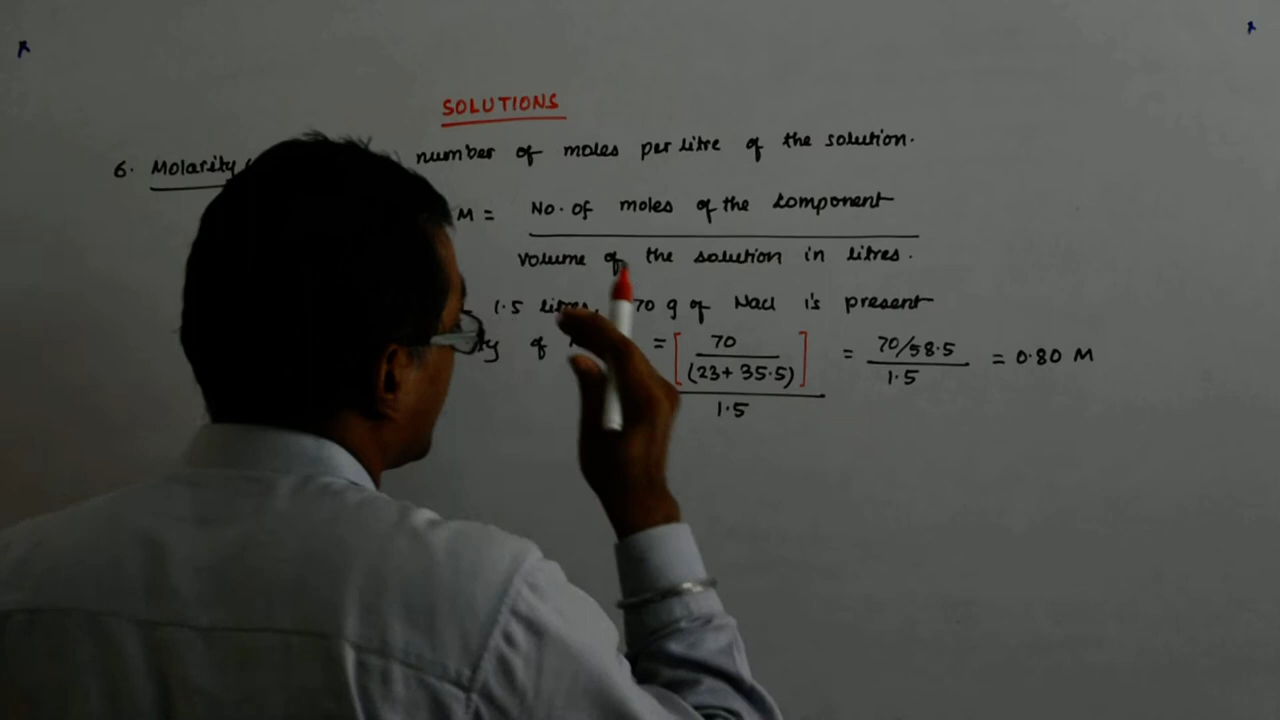 SOLUTIONS
6. Molarity number of moles per litre of the solution.
M = No. of moles of the component
volume of the solution in litres.
1.5 litres, 70 g of Nacl is present
of = [ 70 / (23 + 35.5) ] / 1.5 = 70/58.5 / 1.5 = 0.80 M